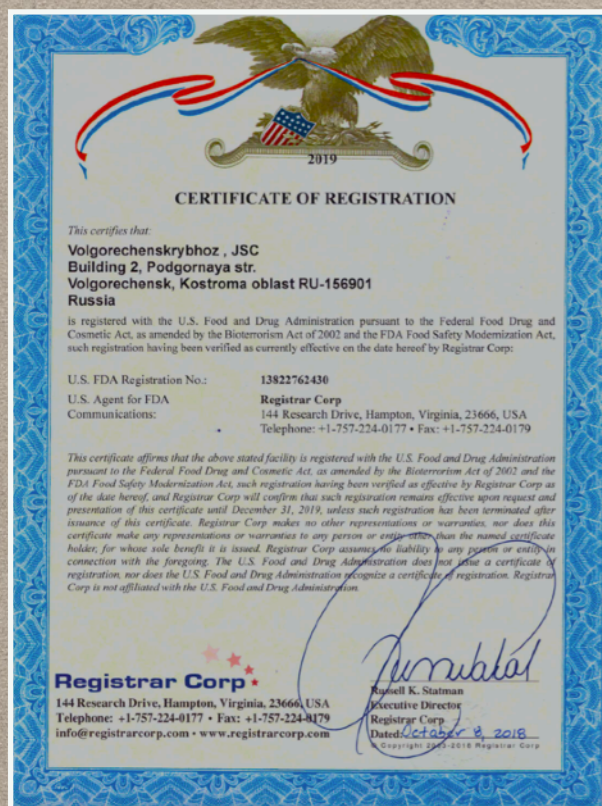 2019
CERTIFICATE OF REGISTRATION
This certifies that:
Volgorechenskrybhoz , JSC
Building 2, Podgornaya str.
Volgorechensk, Kostroma oblast RU-156901
Russia
is registered with the U.S. Food and Drug Administration pursuant to the Federal Food Drug and
Cosmetic Act, as amended by the Bioterrorism Act of 2002 and the FDA Food Safety Modernization Act,
such registration having been verified as currently effective on the date hereof by Registrar Corp:
U.S. FDA Registration No.: 13822762430
U.S. Agent for FDA Registrar Corp
Communications: 144 Research Drive, Hampton, Virginia, 23666, USA
Telephone: +1-757-224-0177 • Fax: +1-757-224-0179
This certificate affirms that the above stated facility is registered with the U.S. Food and Drug Administration
pursuant to the Federal Food Drug and Cosmetic Act, as amended by the Bioterrorism Act of 2002 and the
FDA Food Safety Modernization Act, such registration having been verified as effective by Registrar Corp as
of the date hereof, and Registrar Corp will confirm that such registration remains effective upon request and
presentation of this certificate until December 31, 2019, unless such registration has been terminated after
issuance of this certificate. Registrar Corp makes no other representations or warranties, nor does this
certificate make any representations or warranties to any person or entity other than the named certificate
holder, for whose sole benefit it is issued. Registrar Corp assumes no liability to any person or entity in
connection with the foregoing. The U.S. Food and Drug Administration does not issue a certificate of
registration, nor does the U.S. Food and Drug Administration recognize a certificate of registration. Registrar
Corp is not affiliated with the U.S. Food and Drug Administration.
Registrar Corp
144 Research Drive, Hampton, Virginia, 23666, USA
Telephone: +1-757-224-0177 • Fax: +1-757-224-0179
info@registrarcorp.com • www.registrarcorp.com
Russell K. Statman
Executive Director
Registrar Corp
Dated: October 8, 2018
© Copyright 2003-2018 Registrar Corp